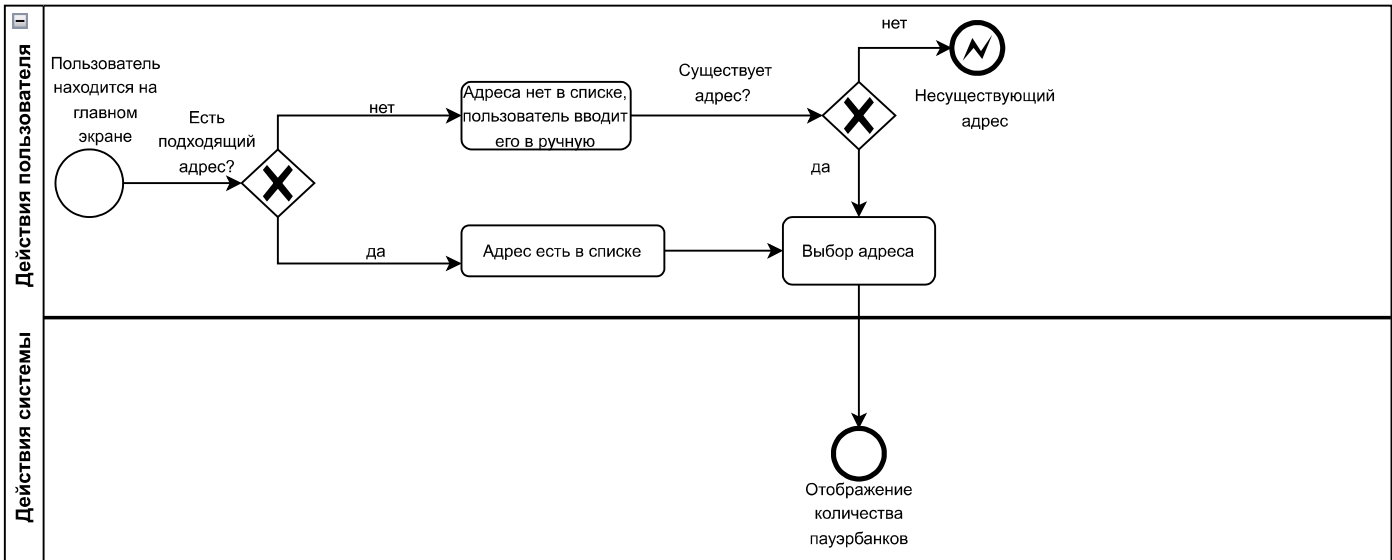 Действия пользователя
Пользователь
находится на
главном
экране
Есть
подходящий
адрес?
нет
да
Адреса нет в списке,
пользователь вводит
его в ручную
Адрес есть в списке
Существует
адрес?
нет
да
Несуществующий
адрес
Выбор адреса
Действия системы
Отображение
количества
пауэрбанков